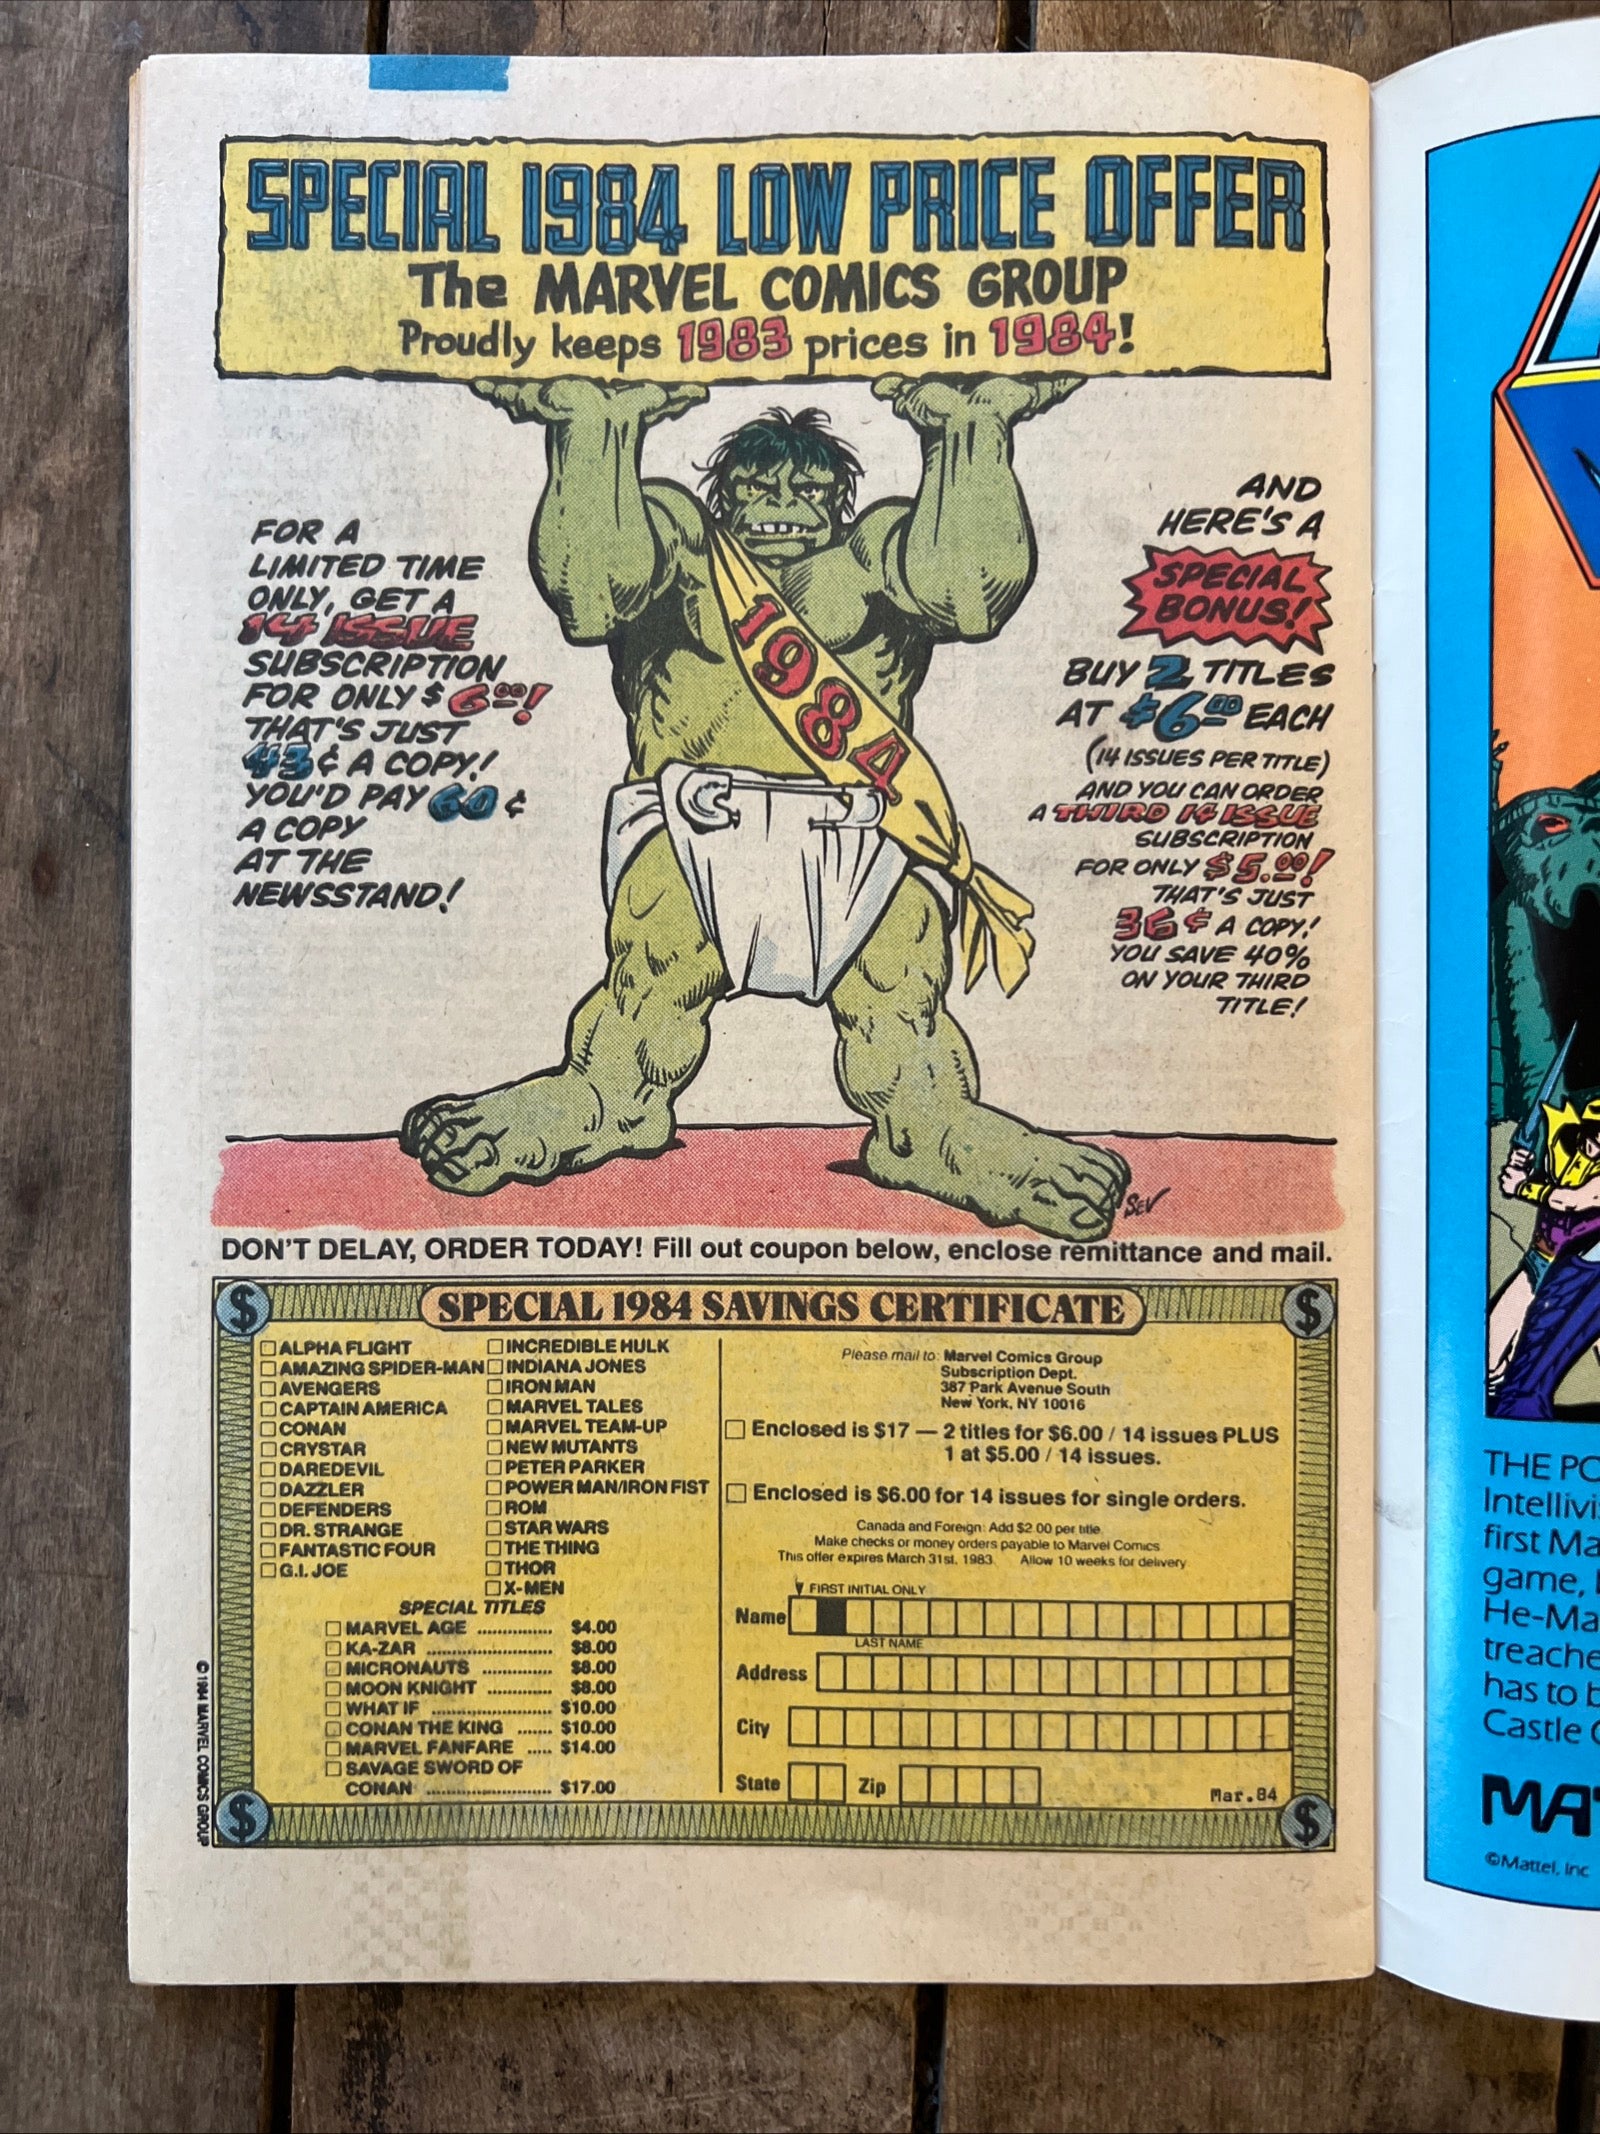 SPECIAL 1984 LOW PRICE OFFER
The MARVEL COMICS GROUP
Proudly keeps 1983 prices in 1984!
FOR A
LIMITED TIME
ONLY, GET A
14 ISSUE
SUBSCRIPTION
FOR ONLY $6.00!
THAT'S JUST
43¢ A COPY!
YOU'D PAY 60¢
A COPY
AT THE
NEWSSTAND!
1984
AND
HERE'S A
SPECIAL
BONUS!
BUY 2 TITLES
AT $6.00 EACH
(14 ISSUES PER TITLE)
AND YOU CAN ORDER
A THIRD 14 ISSUE
SUBSCRIPTION
FOR ONLY $5.00!
THAT'S JUST
36¢ A COPY!
YOU SAVE 40%
ON YOUR THIRD
TITLE!
SEV
DON'T DELAY, ORDER TODAY! Fill out coupon below, enclose remittance and mail.
$ SPECIAL 1984 SAVINGS CERTIFICATE $
ALPHA FLIGHT
AMAZING SPIDER-MAN
AVENGERS
CAPTAIN AMERICA
CONAN
CRYSTAR
DAREDEVIL
DAZZLER
DEFENDERS
DR. STRANGE
FANTASTIC FOUR
G.I. JOE
INCREDIBLE HULK
INDIANA JONES
IRON MAN
MARVEL TALES
MARVEL TEAM-UP
NEW MUTANTS
PETER PARKER
POWER MAN/IRON FIST
ROM
STAR WARS
THE THING
THOR
X-MEN
SPECIAL TITLES
MARVEL AGE ............... $4.00
KA-ZAR ......................... $8.00
MICRONAUTS .............. $8.00
MOON KNIGHT ............. $8.00
WHAT IF ........................ $10.00
CONAN THE KING ....... $10.00
MARVEL FANFARE ..... $14.00
SAVAGE SWORD OF
CONAN ......................... $17.00
Please mail to: Marvel Comics Group
Subscription Dept.
387 Park Avenue South
New York, NY 10016
Enclosed is $17 — 2 titles for $6.00 / 14 issues PLUS
1 at $5.00 / 14 issues.
Enclosed is $6.00 for 14 issues for single orders.
Canada and Foreign: Add $2.00 per title.
Make checks or money orders payable to Marvel Comics.
This offer expires March 31st, 1983. Allow 10 weeks for delivery.
FIRST INITIAL ONLY
Name
LAST NAME
Address
City
State Zip
Mar.84
$ $
© 1984 MARVEL COMICS GROUP
THE PO
Intellivis
first Ma
game,
He-Ma
treache
has to b
Castle
MAT
©Mattel, Inc